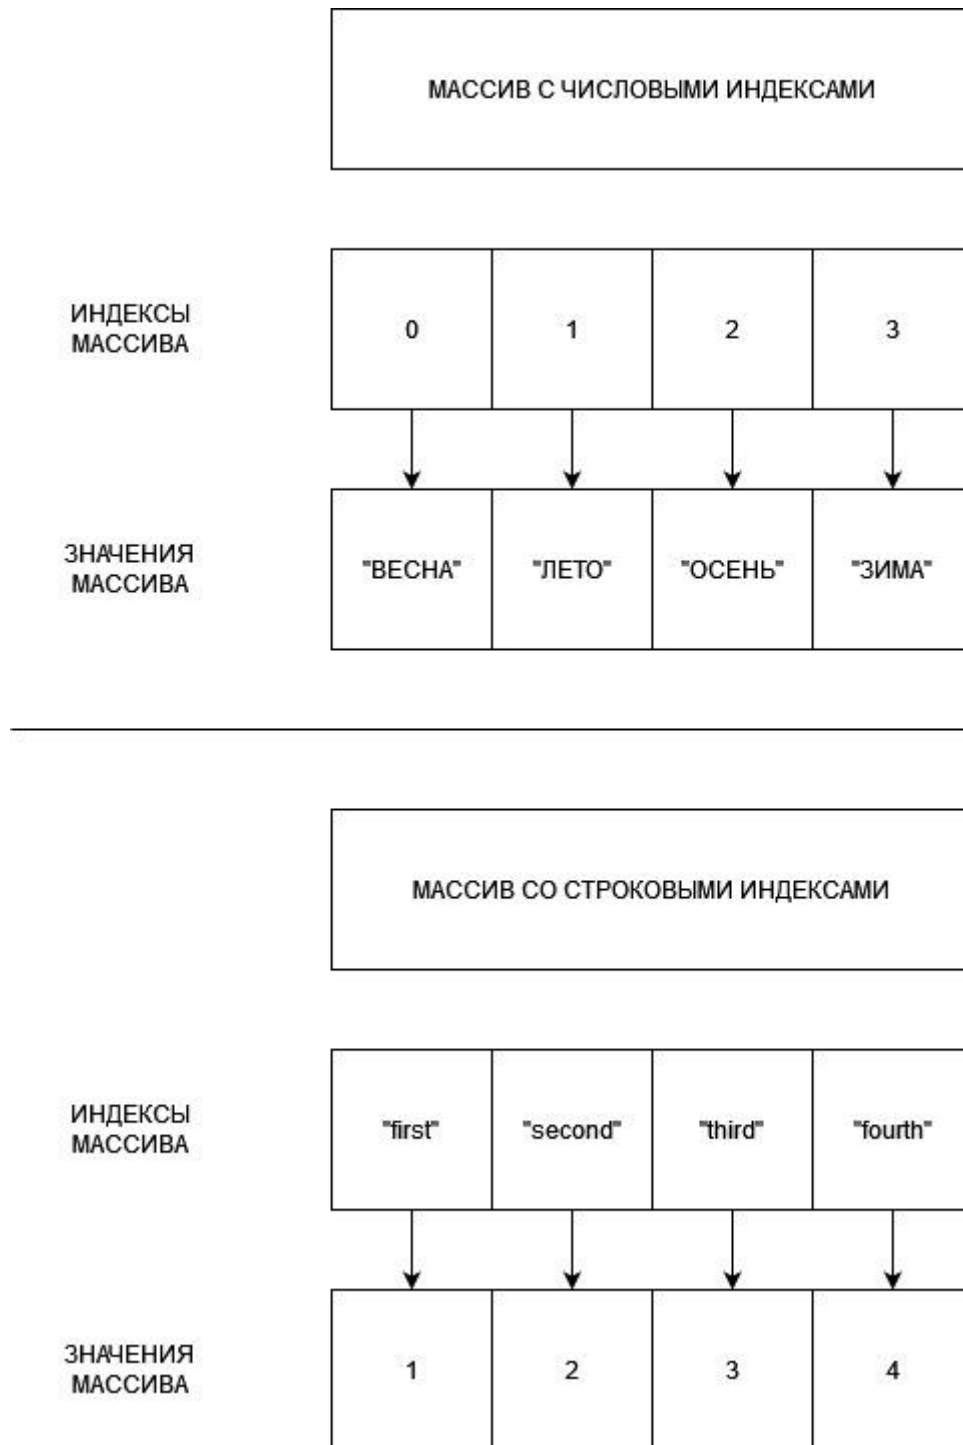 МАССИВ С ЧИСЛОВЫМИ ИНДЕКСАМИ
ИНДЕКСЫ
МАССИВА
0 1 2 3
ЗНАЧЕНИЯ
МАССИВА
"ВЕСНА" "ЛЕТО" "ОСЕНЬ" "ЗИМА"
МАССИВ СО СТРОКОВЫМИ ИНДЕКСАМИ
ИНДЕКСЫ
МАССИВА
"first" "second" "third" "fourth"
ЗНАЧЕНИЯ
МАССИВА
1 2 3 4